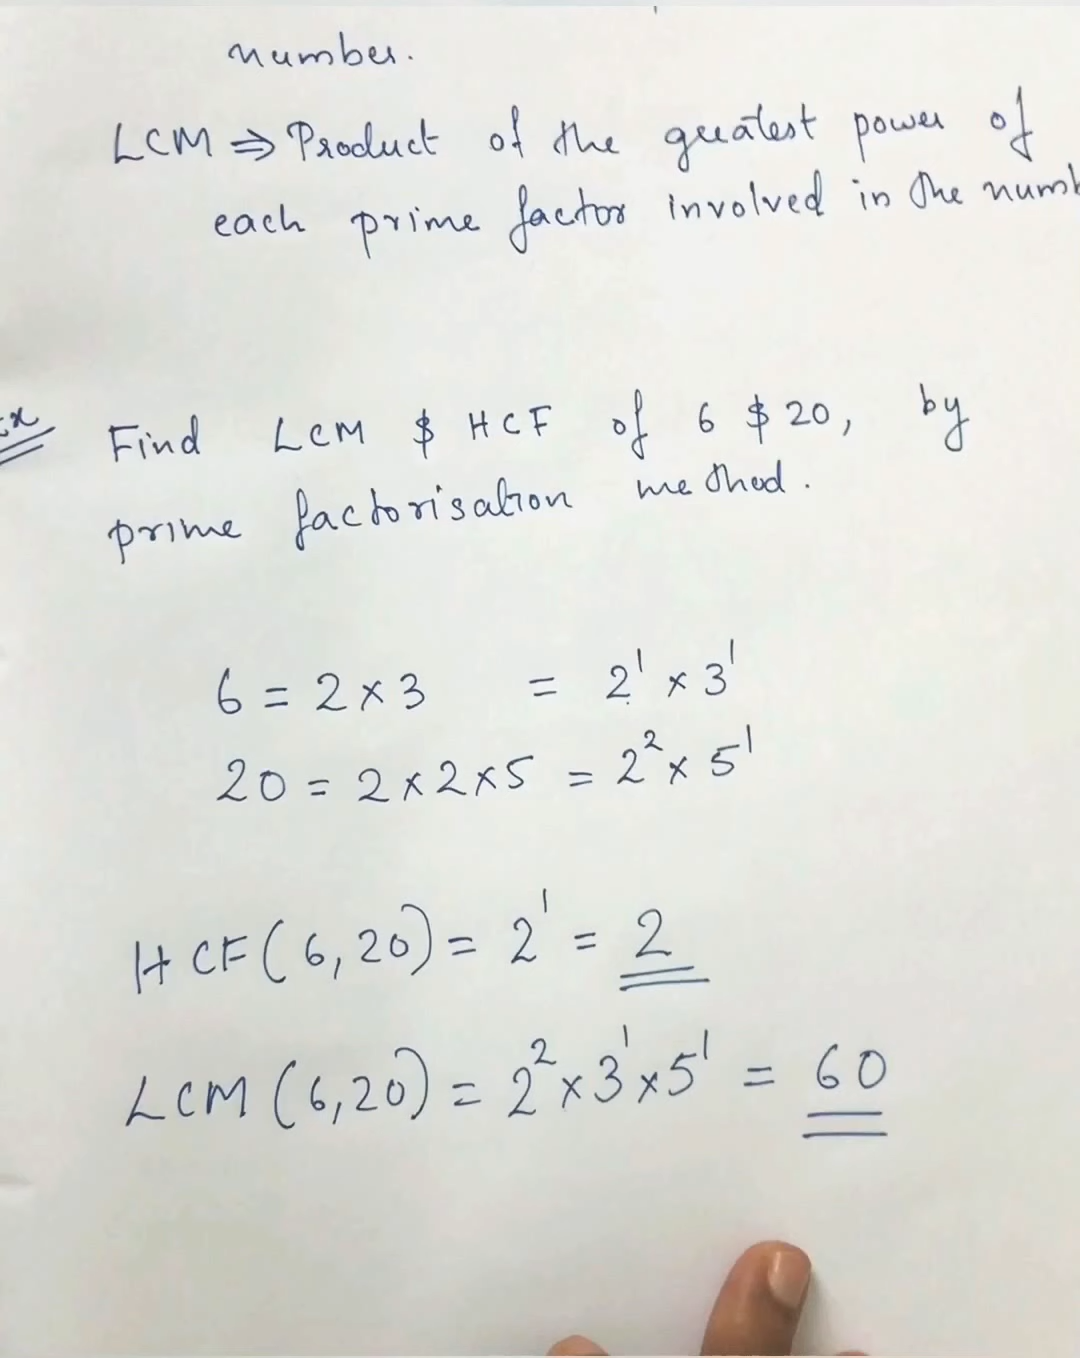 number.
LCM ⇒ Product of the greatest power of
each prime factor involved in the numb
Ex
Find LCM $ HCF of 6 $ 20, by
prime factorisation method.
6 = 2 × 3 = 2¹ × 3¹
20 = 2 × 2 × 5 = 2² × 5¹
HCF(6,20) = 2¹ = 2
LCM (6,20) = 2² × 3¹ × 5¹ = 60